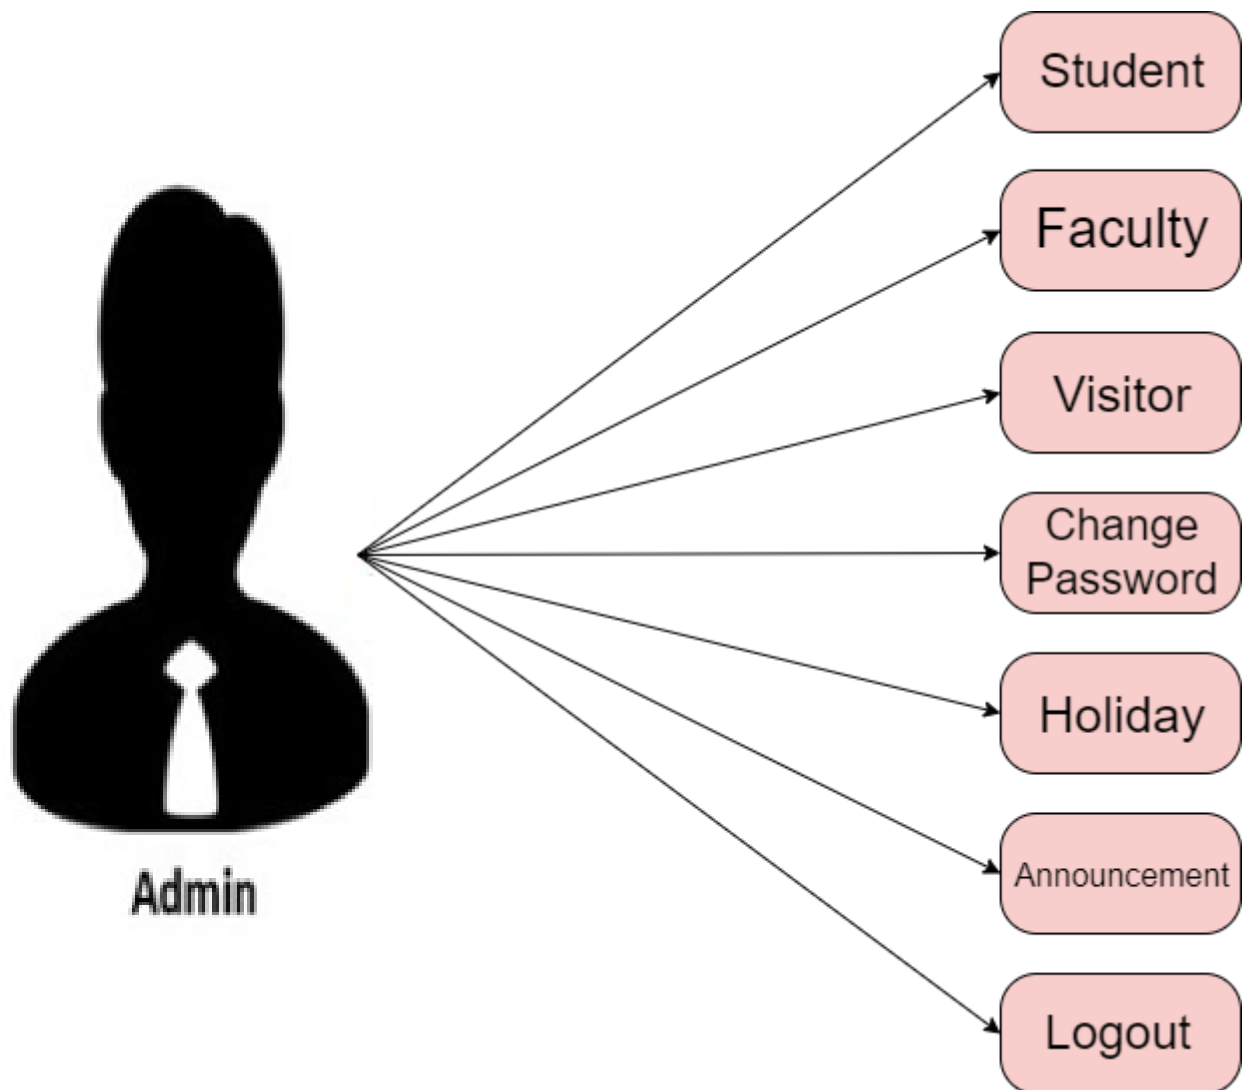 Student
Faculty
Visitor
Change
Password
Holiday
Announcement
Logout
Admin